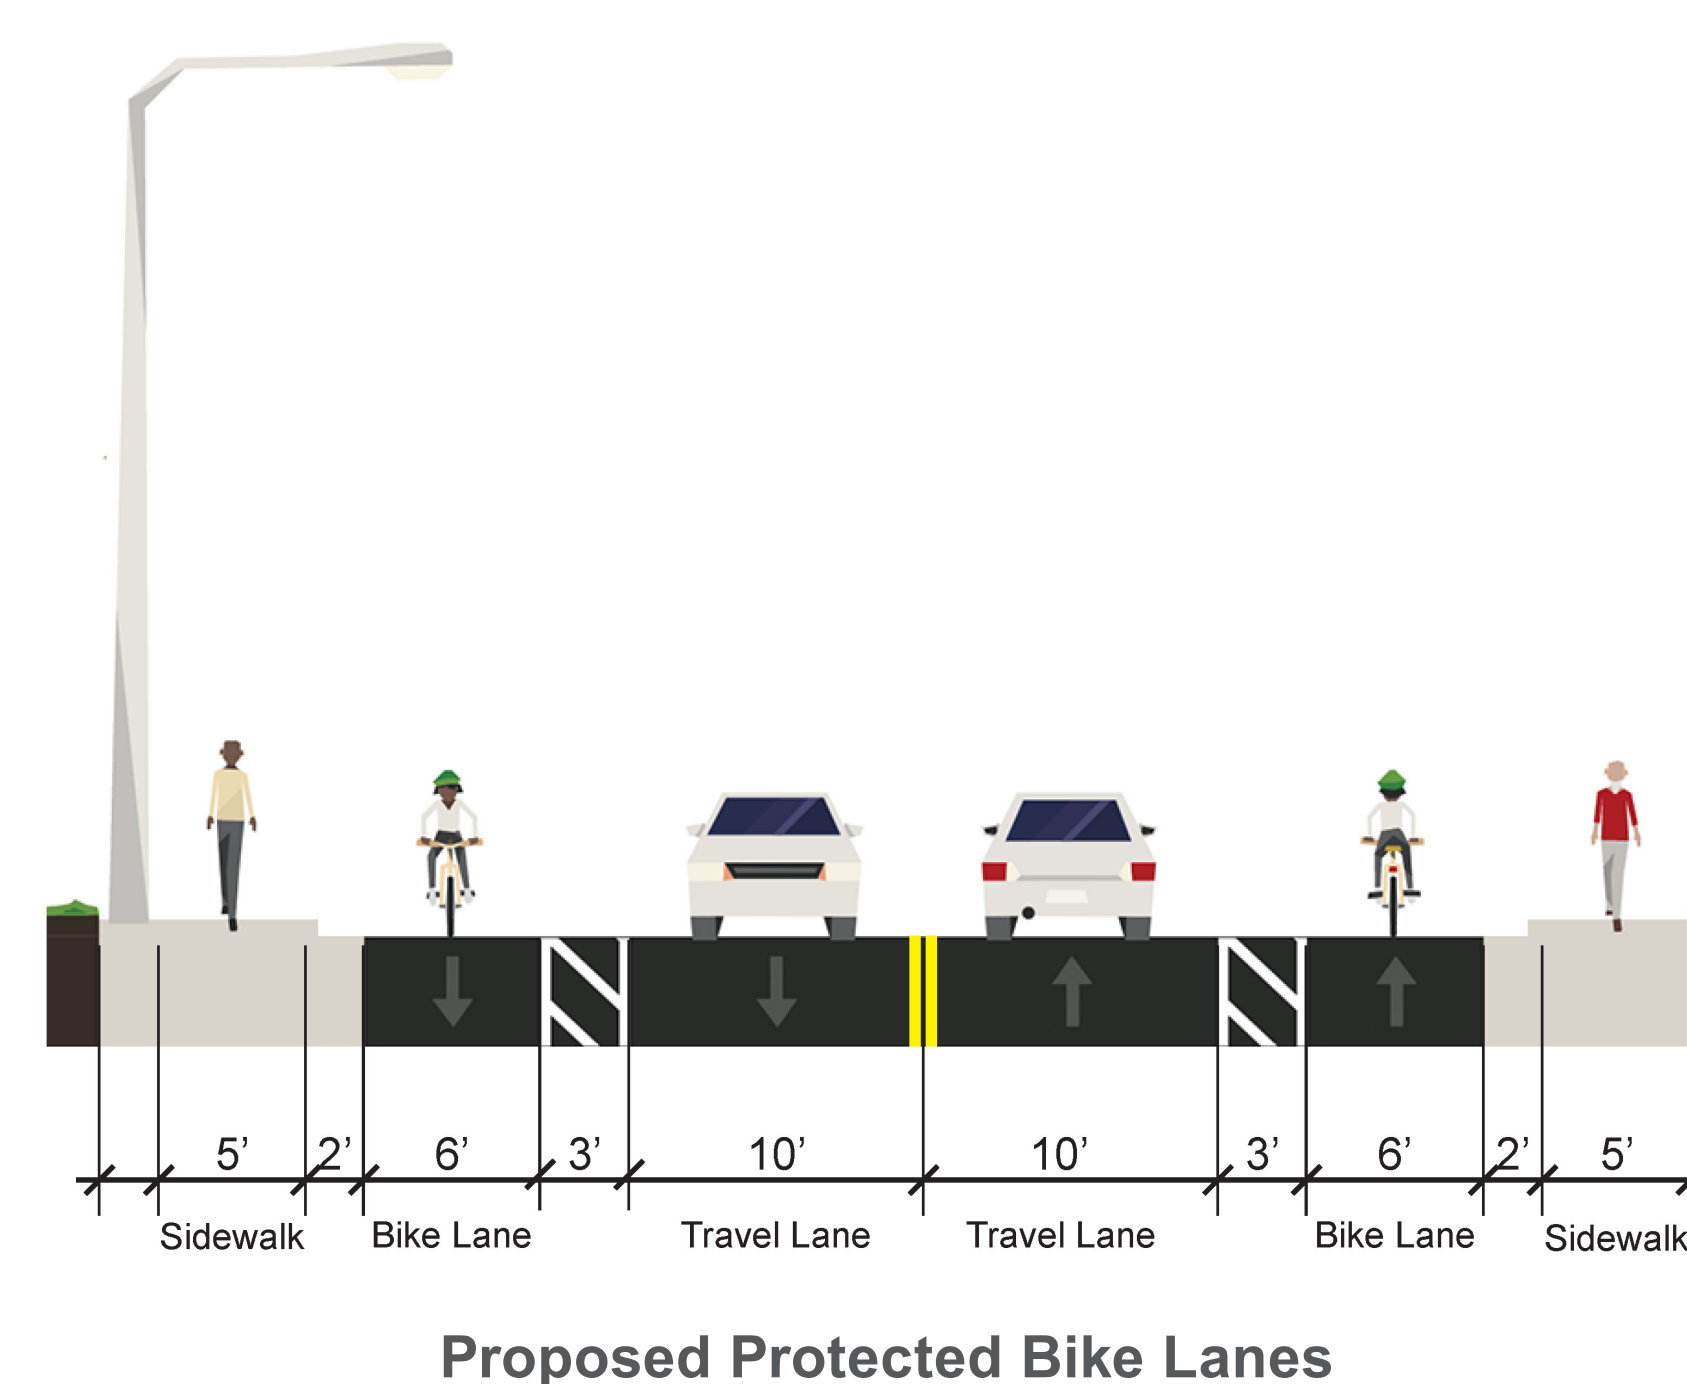 5’ 2’ 6’ 3’ 10’ 10’ 3’ 6’ 2’ 5’
Sidewalk Bike Lane Travel Lane Travel Lane Bike Lane Sidewalk
Proposed Protected Bike Lanes